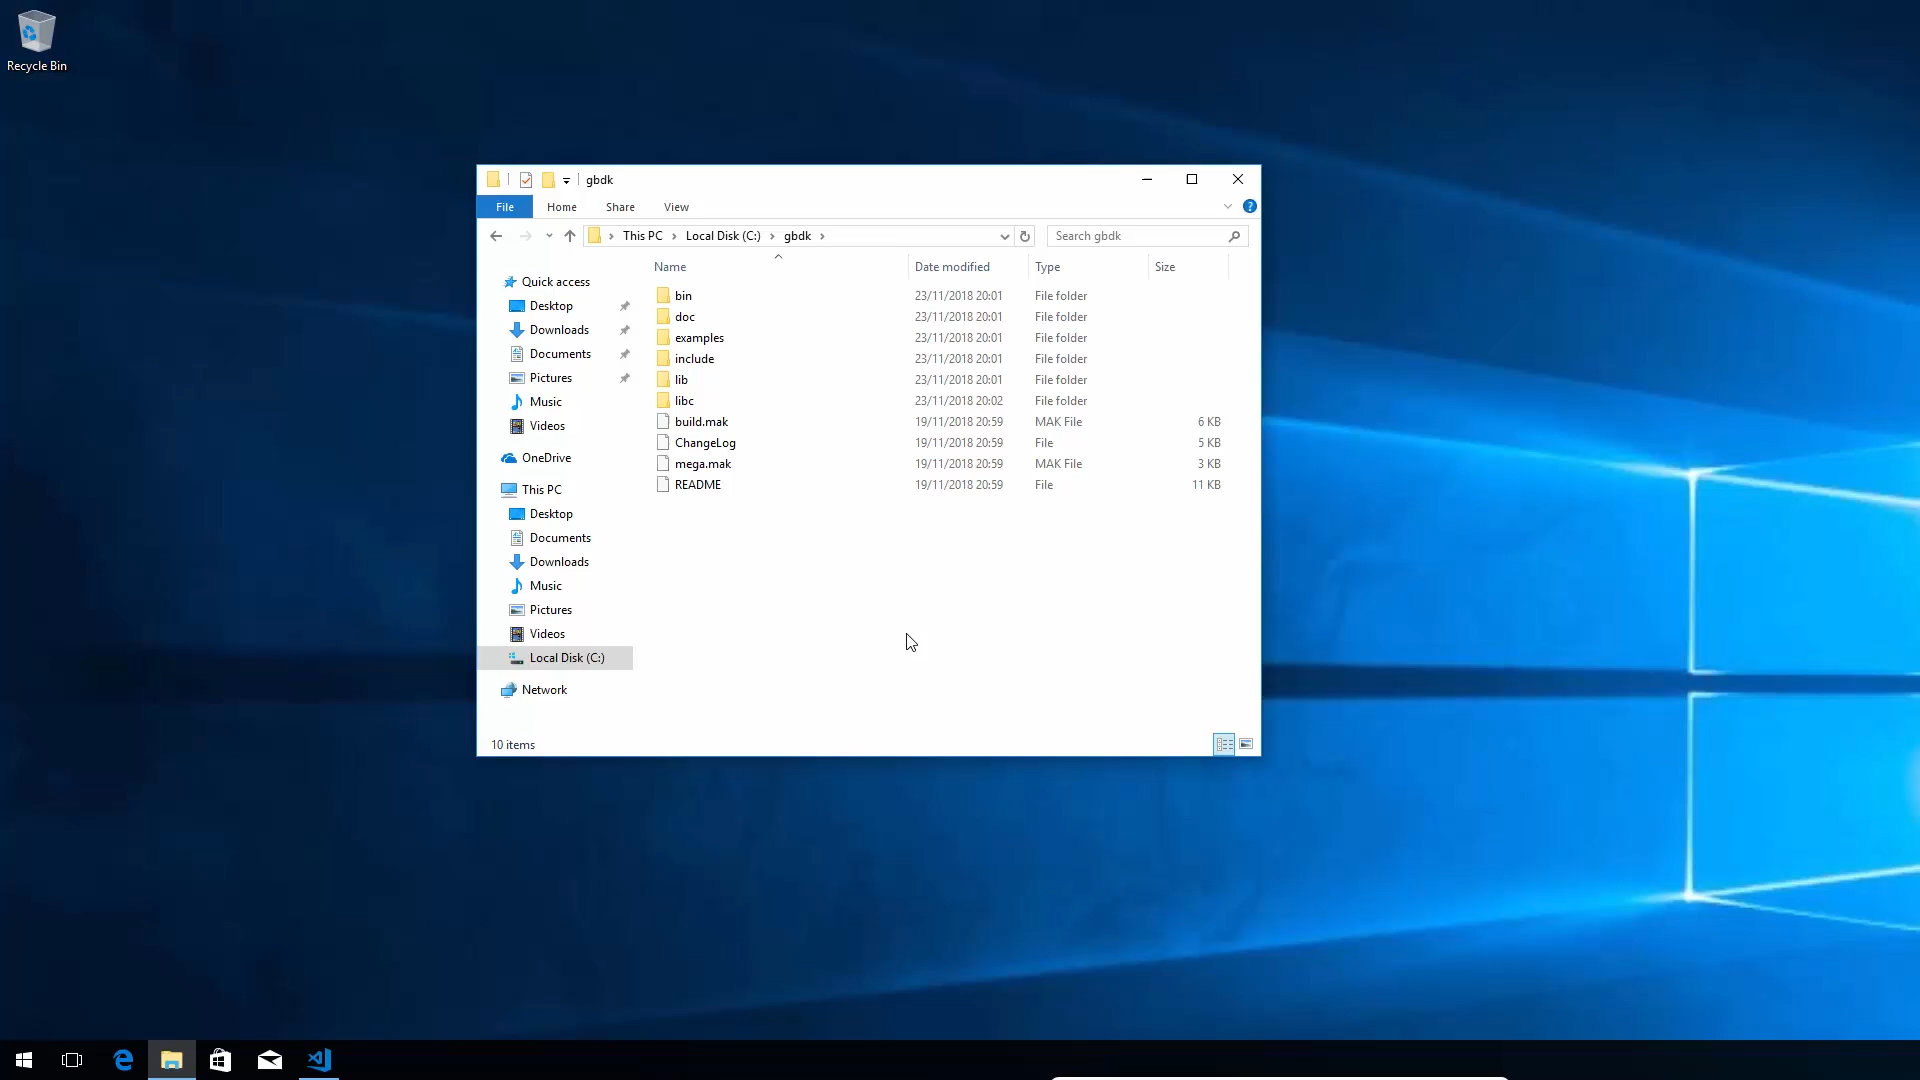 Recycle Bin
gbdk
File Home Share View
This PC Local Disk (C:) gbdk Search gbdk
Name Date modified Type Size
Quick access
Desktop
Downloads
Documents
Pictures
Music
Videos
OneDrive
This PC
Desktop
Documents
Downloads
Music
Pictures
Videos
Local Disk (C:)
Network
bin 23/11/2018 20:01 File folder
doc 23/11/2018 20:01 File folder
examples 23/11/2018 20:01 File folder
include 23/11/2018 20:01 File folder
lib 23/11/2018 20:01 File folder
libc 23/11/2018 20:02 File folder
build.mak 19/11/2018 20:59 MAK File 6 KB
ChangeLog 19/11/2018 20:59 File 5 KB
mega.mak 19/11/2018 20:59 MAK File 3 KB
README 19/11/2018 20:59 File 11 KB
10 items